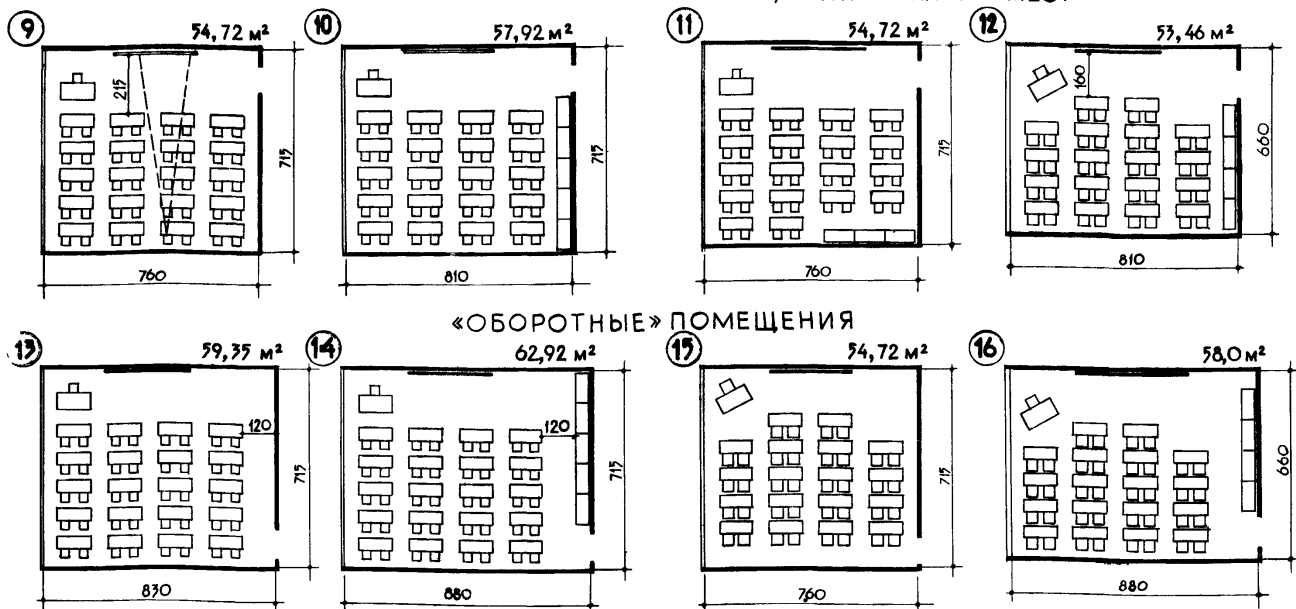 9 54,72 м² 10 57,92 м² 11 54,72 м² 12 53,46 м²
215 160
715 715 715 660
760 810 760 810
«ОБОРОТНЫЕ» ПОМЕЩЕНИЯ
13 59,35 м² 14 62,92 м² 15 54,72 м² 16 58,0 м²
120 120
715 715 715 660
830 880 760 880